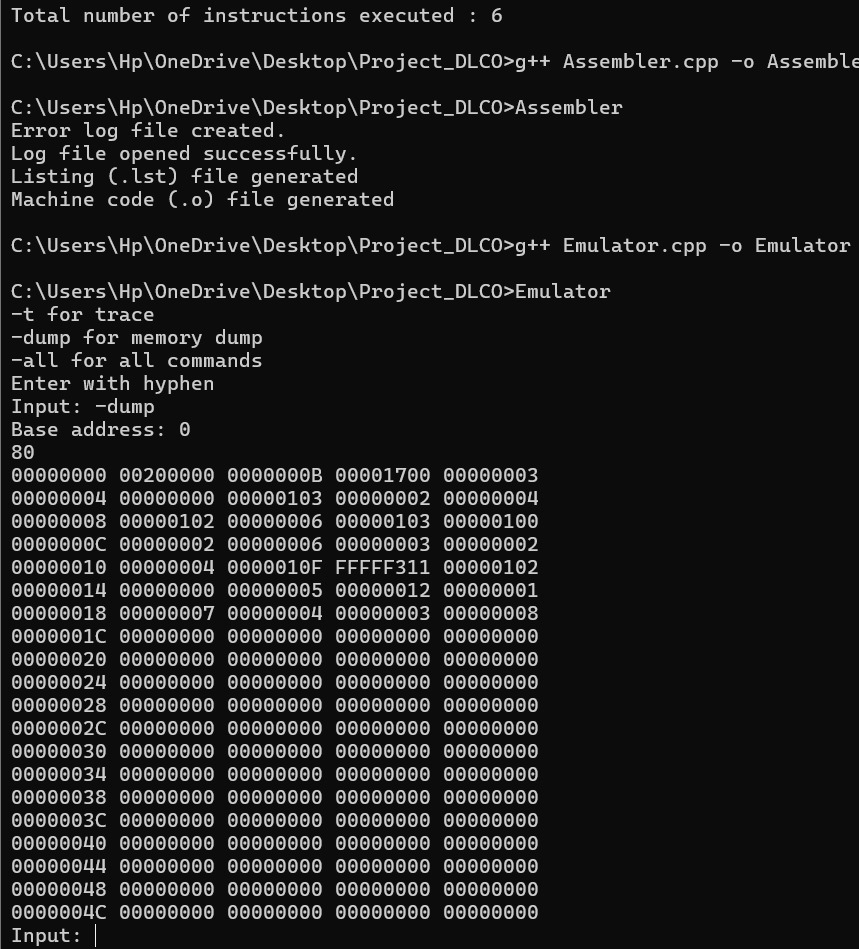 Total number of instructions executed : 6
C:\Users\Hp\OneDrive\Desktop\Project_DLCO>g++ Assembler.cpp -o Assemble
C:\Users\Hp\OneDrive\Desktop\Project_DLCO>Assembler
Error log file created.
Log file opened successfully.
Listing (.lst) file generated
Machine code (.o) file generated
C:\Users\Hp\OneDrive\Desktop\Project_DLCO>g++ Emulator.cpp -o Emulator
C:\Users\Hp\OneDrive\Desktop\Project_DLCO>Emulator
-t for trace
-dump for memory dump
-all for all commands
Enter with hyphen
Input: -dump
Base address: 0
80
00000000 00200000 0000000B 00001700 00000003
00000004 00000000 00000103 00000002 00000004
00000008 00000102 00000006 00000103 00000100
0000000C 00000002 00000006 00000003 00000002
00000010 00000004 0000010F FFFFF311 00000102
00000014 00000000 00000005 00000012 00000001
00000018 00000007 00000004 00000003 00000008
0000001C 00000000 00000000 00000000 00000000
00000020 00000000 00000000 00000000 00000000
00000024 00000000 00000000 00000000 00000000
00000028 00000000 00000000 00000000 00000000
0000002C 00000000 00000000 00000000 00000000
00000030 00000000 00000000 00000000 00000000
00000034 00000000 00000000 00000000 00000000
00000038 00000000 00000000 00000000 00000000
0000003C 00000000 00000000 00000000 00000000
00000040 00000000 00000000 00000000 00000000
00000044 00000000 00000000 00000000 00000000
00000048 00000000 00000000 00000000 00000000
0000004C 00000000 00000000 00000000 00000000
Input: